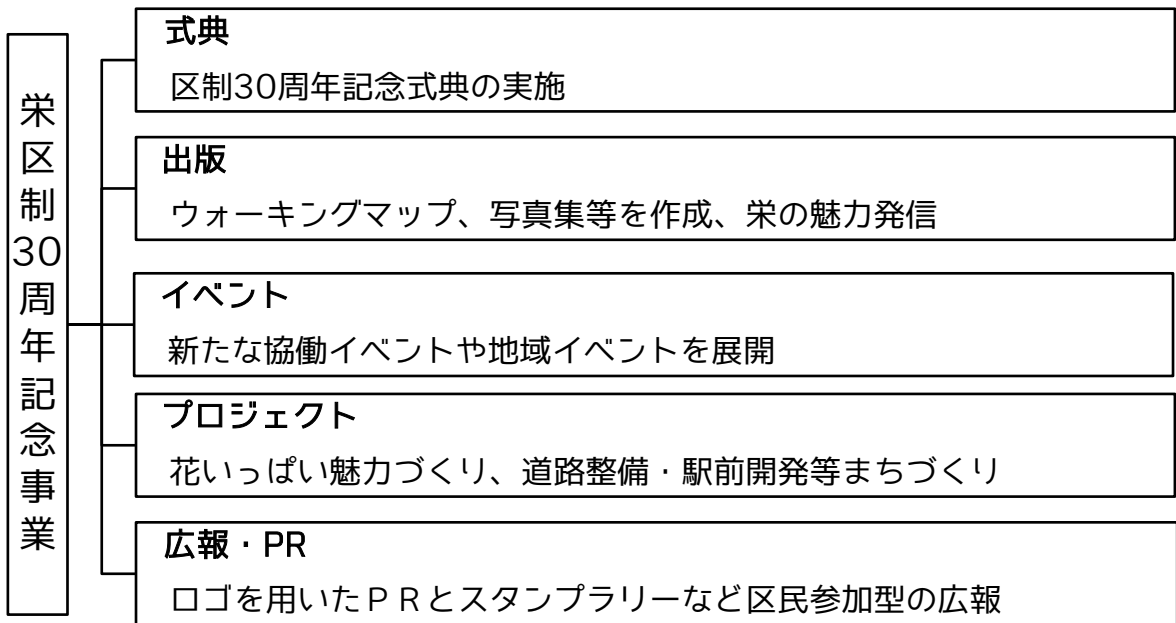 栄区制30周年記念事業
式典
区制30周年記念式典の実施
出版
ウォーキングマップ、写真集等を作成、栄の魅力発信
イベント
新たな協働イベントや地域イベントを展開
プロジェクト
花いっぱい魅力づくり、道路整備・駅前開発等まちづくり
広報・PR
ロゴを用いたＰＲとスタンプラリーなど区民参加型の広報